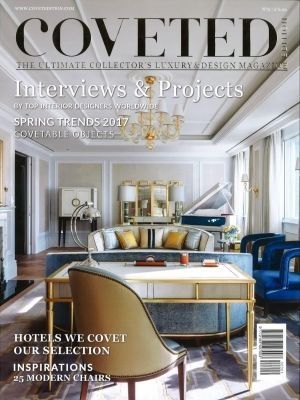 WWW.COVETEDITION.COM
COVETED
EDITION
THE ULTIMATE COLLECTOR'S LUXURY & DESIGN MAGAZINE
Interviews & Projects
BY TOP INTERIOR DESIGNERS WORLDWIDE
SPRING TRENDS 2017
COVETABLE OBJECTS
HOTELS WE COVET
OUR SELECTION
INSPIRATIONS
25 MODERN CHAIRS